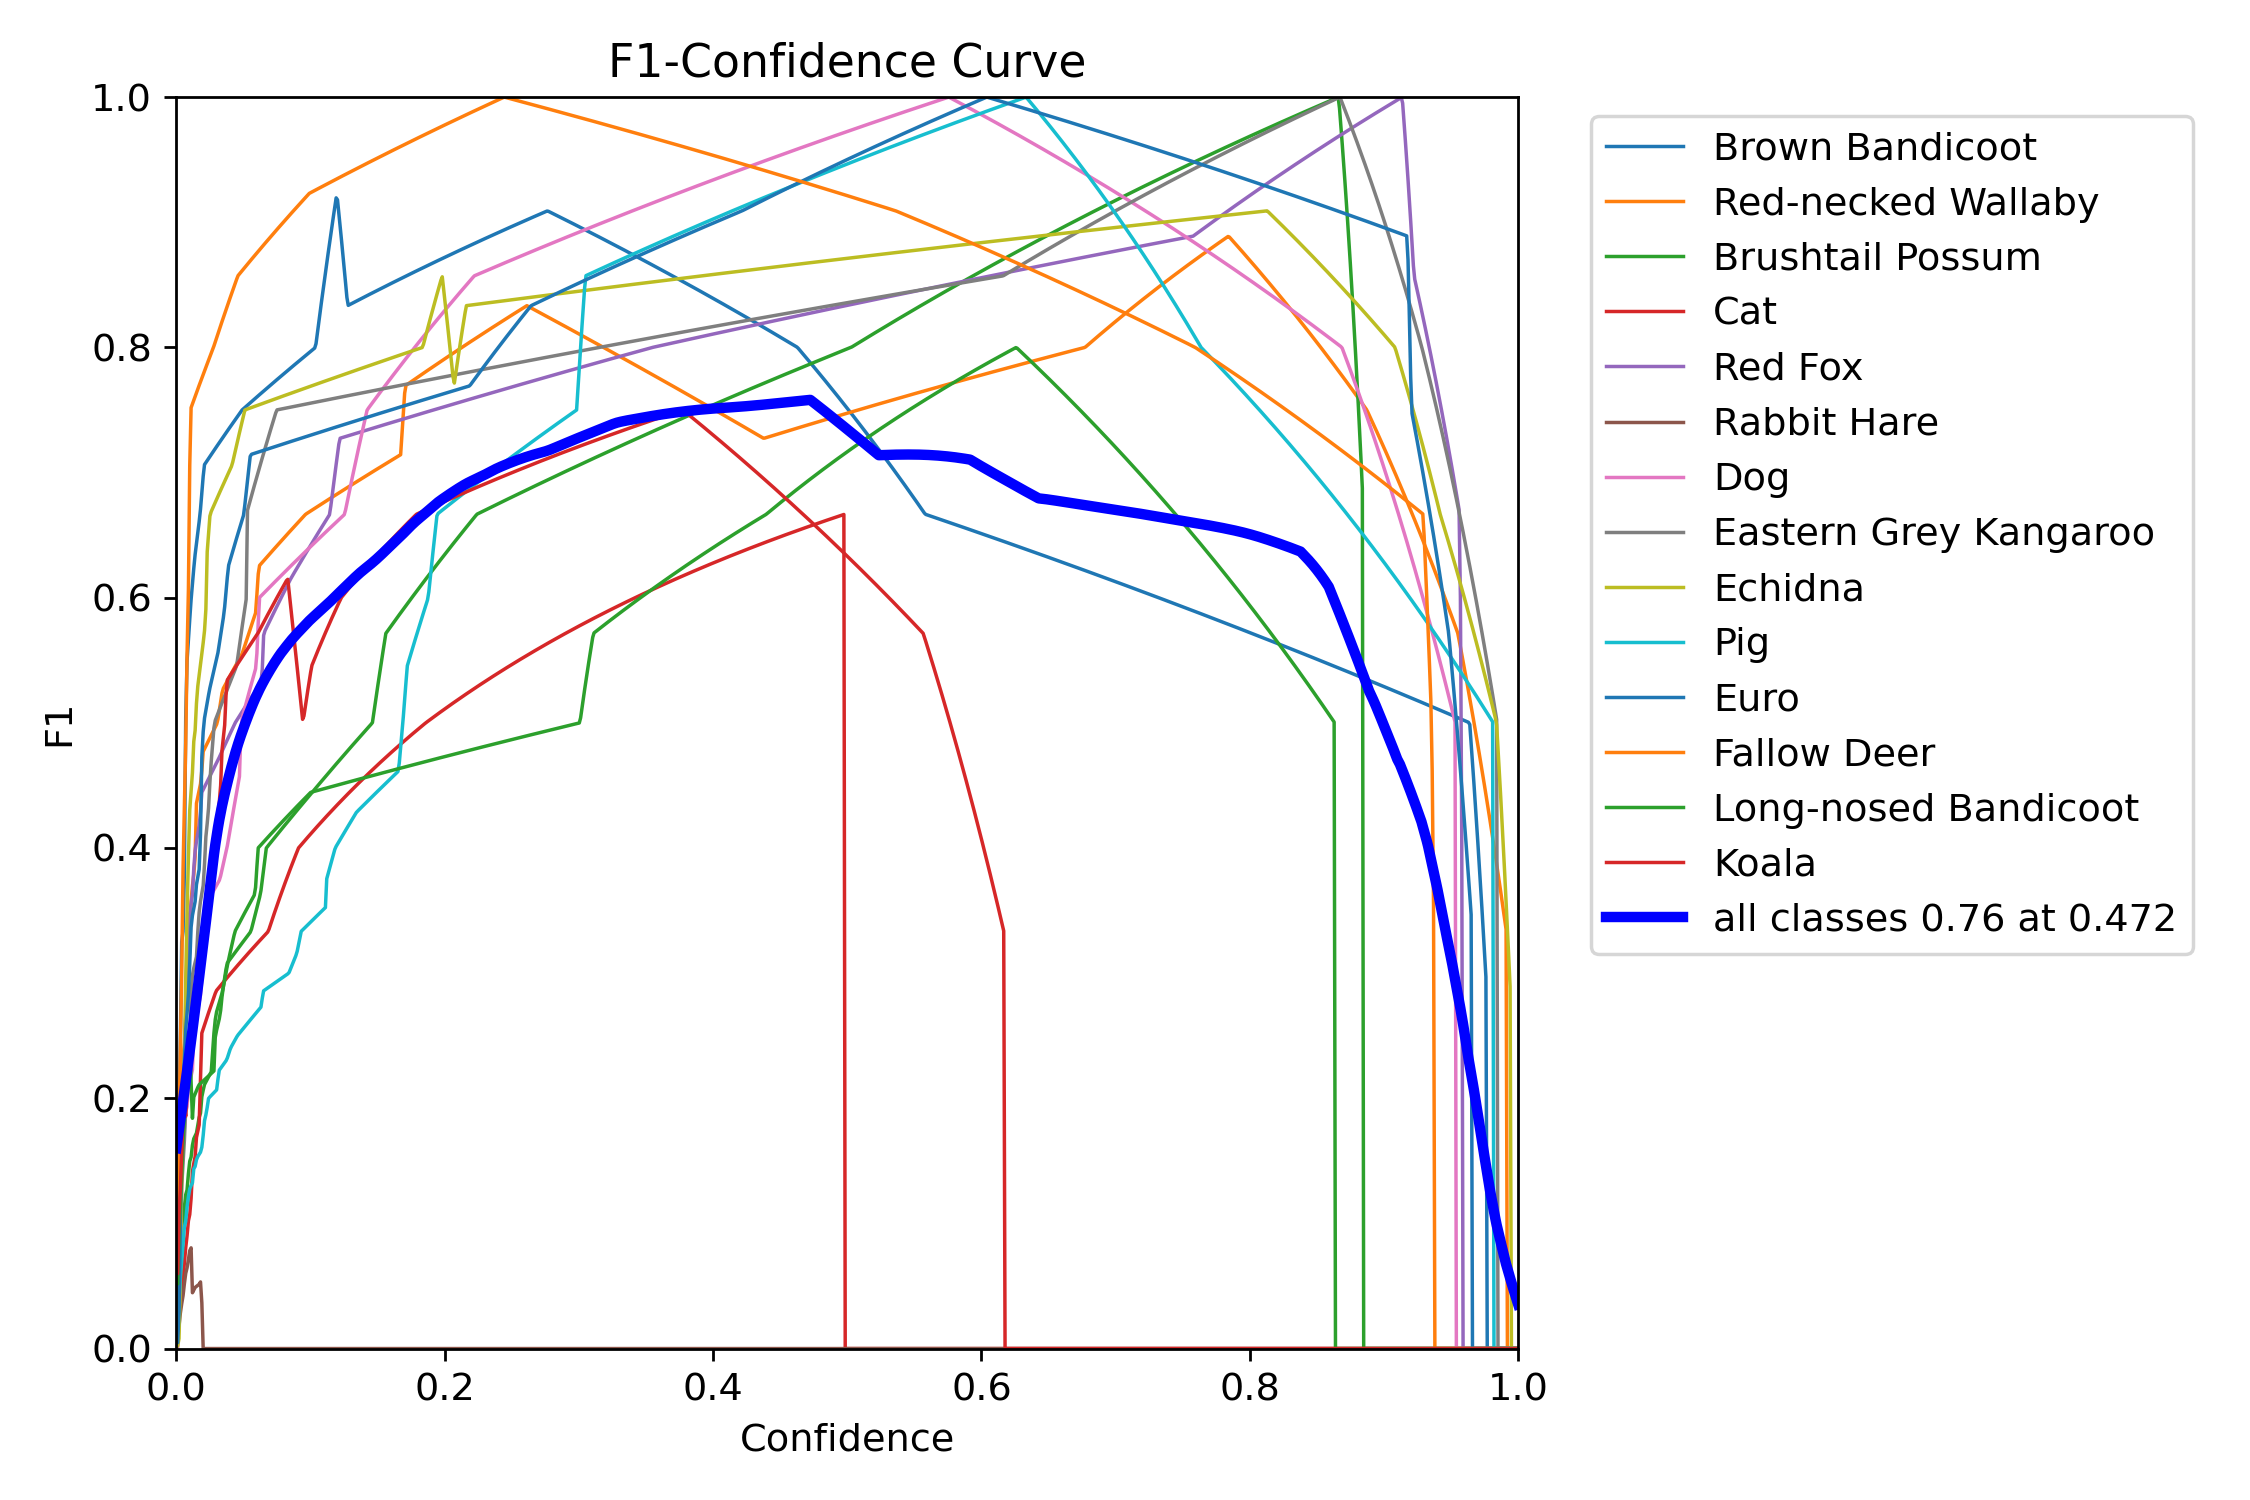 F1-Confidence Curve
1.0
0.8
0.6
0.4
0.2
0.0
F1
0.0 0.2 0.4 0.6 0.8 1.0
Confidence
Brown Bandicoot
Red-necked Wallaby
Brushtail Possum
Cat
Red Fox
Rabbit Hare
Dog
Eastern Grey Kangaroo
Echidna
Pig
Euro
Fallow Deer
Long-nosed Bandicoot
Koala
all classes 0.76 at 0.472